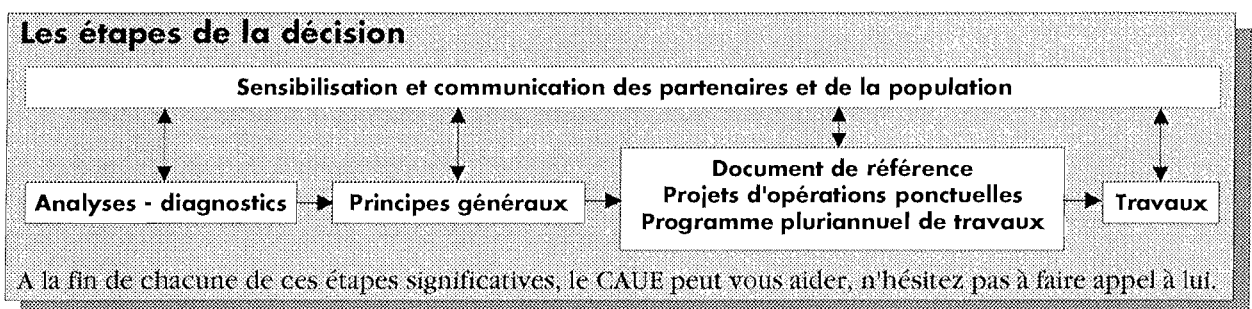 Les étapes de la décision
Sensibilisation et communication des partenaires et de la population
Analyses - diagnostics
Principes généraux
Document de référence
Projets d'opérations ponctuelles
Programme pluriannuel de travaux
Travaux
A la fin de chacune de ces étapes significatives, le CAUE peut vous aider, n'hésitez pas à faire appel à lui.